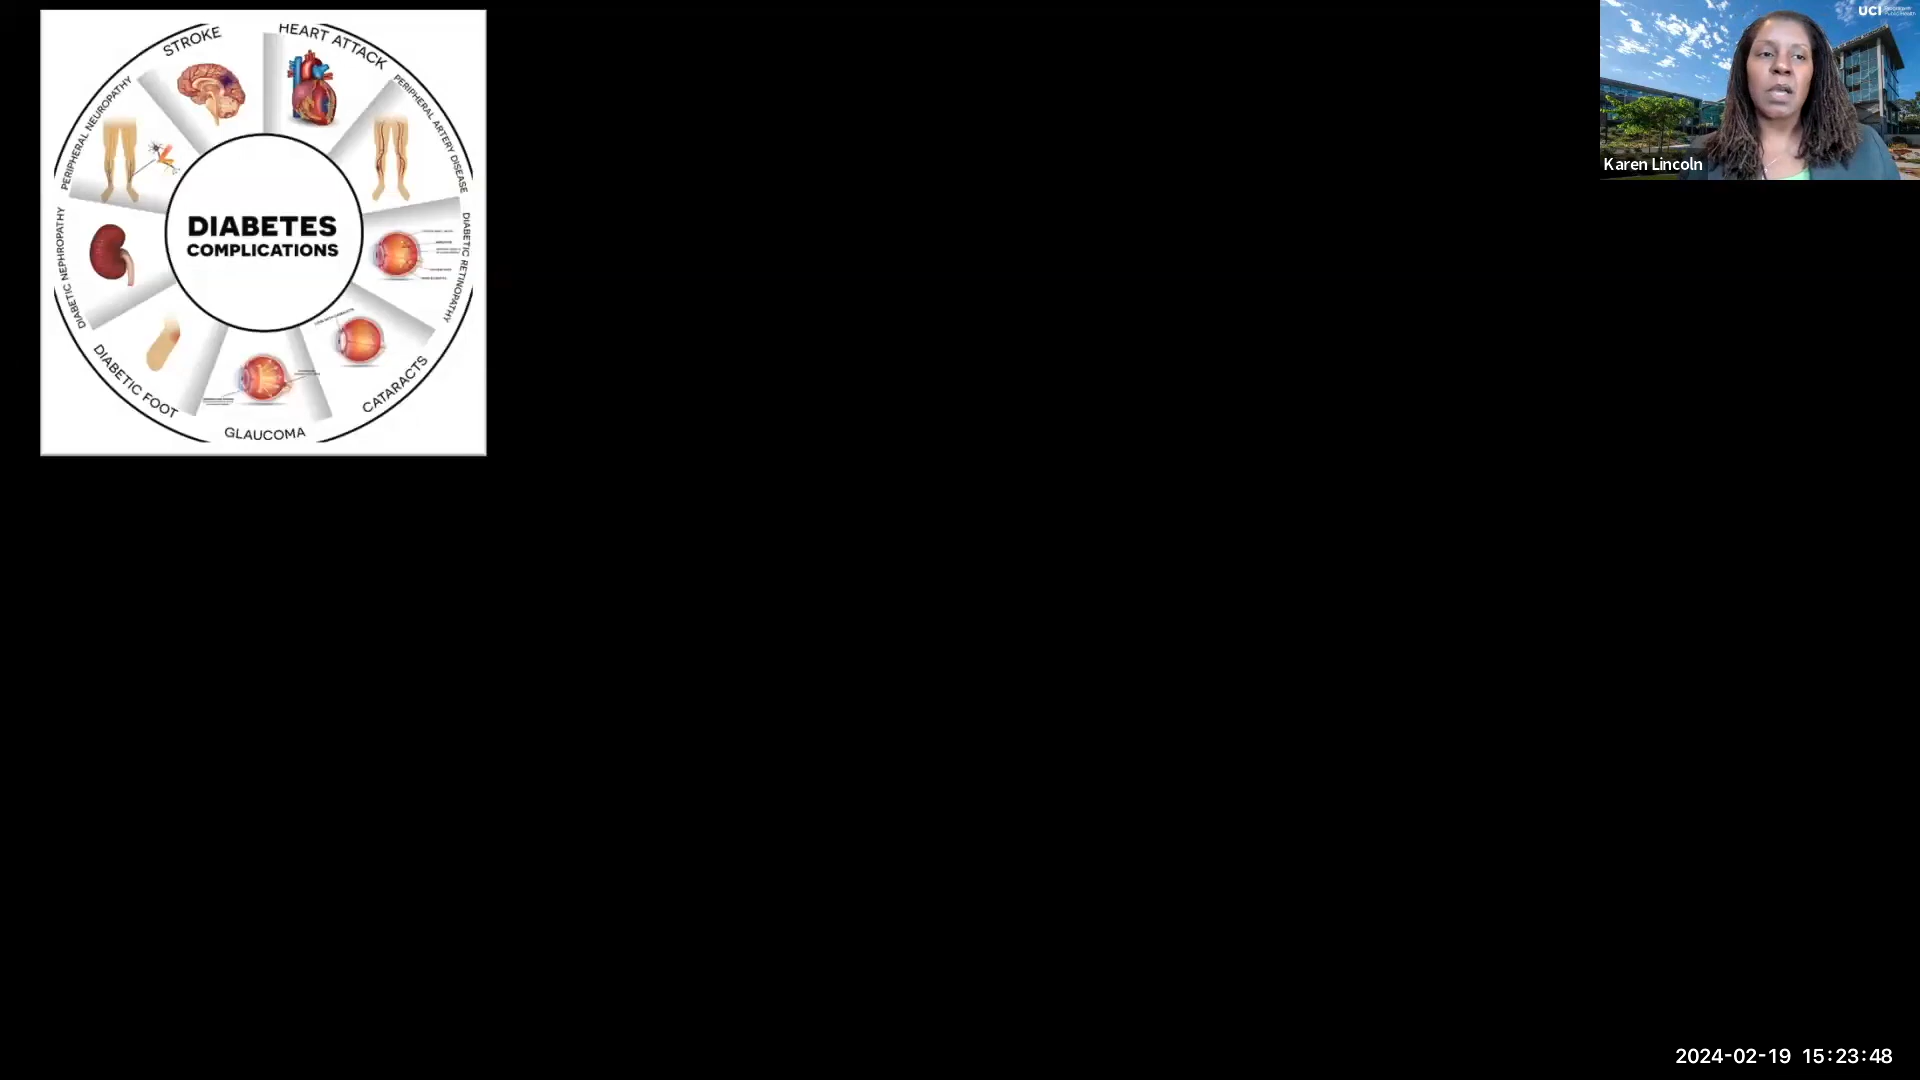 STROKE
HEART ATTACK
PERIPHERAL ARTERY DISEASE
DIABETIC RETINOPATHY
CATARACTS
GLAUCOMA
DIABETIC FOOT
DIABETIC NEPHROPATHY
PERIPHERAL NEUROPATHY
DIABETES
COMPLICATIONS
UCI
Karen Lincoln
2024-02-19 15:23:48